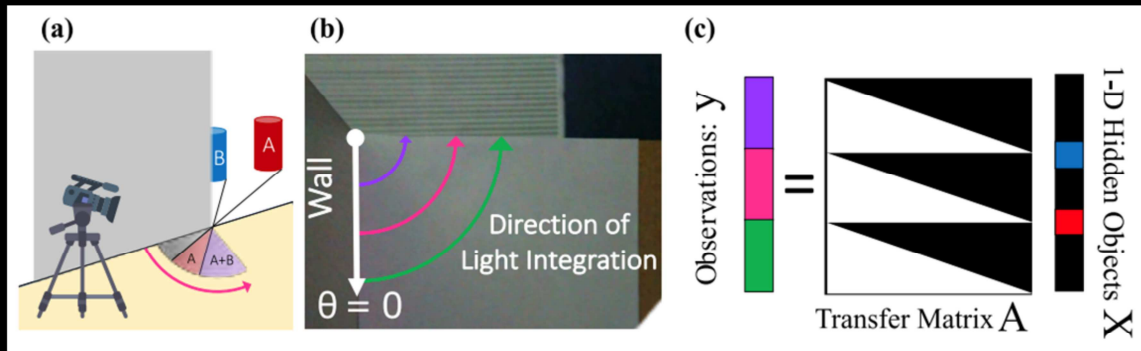 (a)
B
A
A
A+B
(b)
Wall
Direction of
Light Integration
θ = 0
(c)
Observations: y
=
Transfer Matrix A
1-D Hidden Objects X